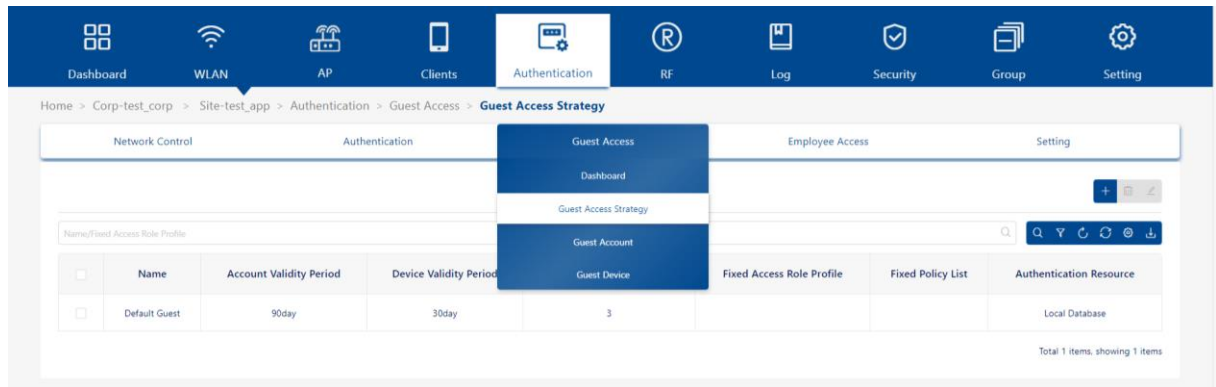 Dashboard WLAN AP Clients Authentication RF Log Security Group Setting
Home > Corp-test_corp > Site-test_app > Authentication > Guest Access > Guest Access Strategy
Network Control Authentication Guest Access Employee Access Setting
Dashboard
Guest Access Strategy
Guest Account
Guest Device
Name/Fixed Access Role Profile
Name Account Validity Period Device Validity Period Fixed Access Role Profile Fixed Policy List Authentication Resource
Default Guest 90day 30day 3 Local Database
Total 1 items, showing 1 items